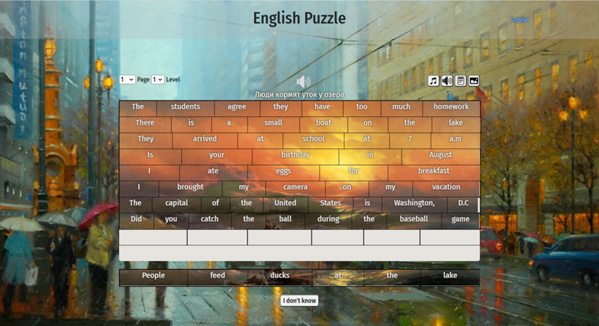 English Puzzle
1 Page 1 Level
Люди кормят уток у озера
The students agree they have too much homework
There is a small boat on the lake
They arrived at school at 7 a.m
Is your birthday in August
I ate eggs for breakfast
I brought my camera on my vacation
The capital of the United States is Washington, D.C
Did you catch the ball during the baseball game
People feed ducks at the lake
I don't know